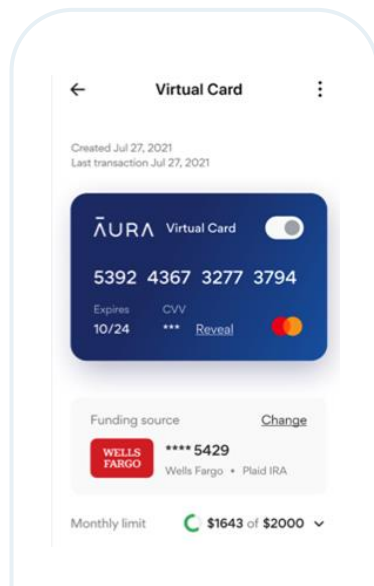 Virtual Card
Created Jul 27, 2021
Last transaction Jul 27, 2021
ĀURA Virtual Card
5392 4367 3277 3794
Expires CVV
10/24 *** Reveal
Funding source Change
WELLS FARGO
**** 5429
Wells Fargo • Plaid IRA
Monthly limit $1643 of $2000